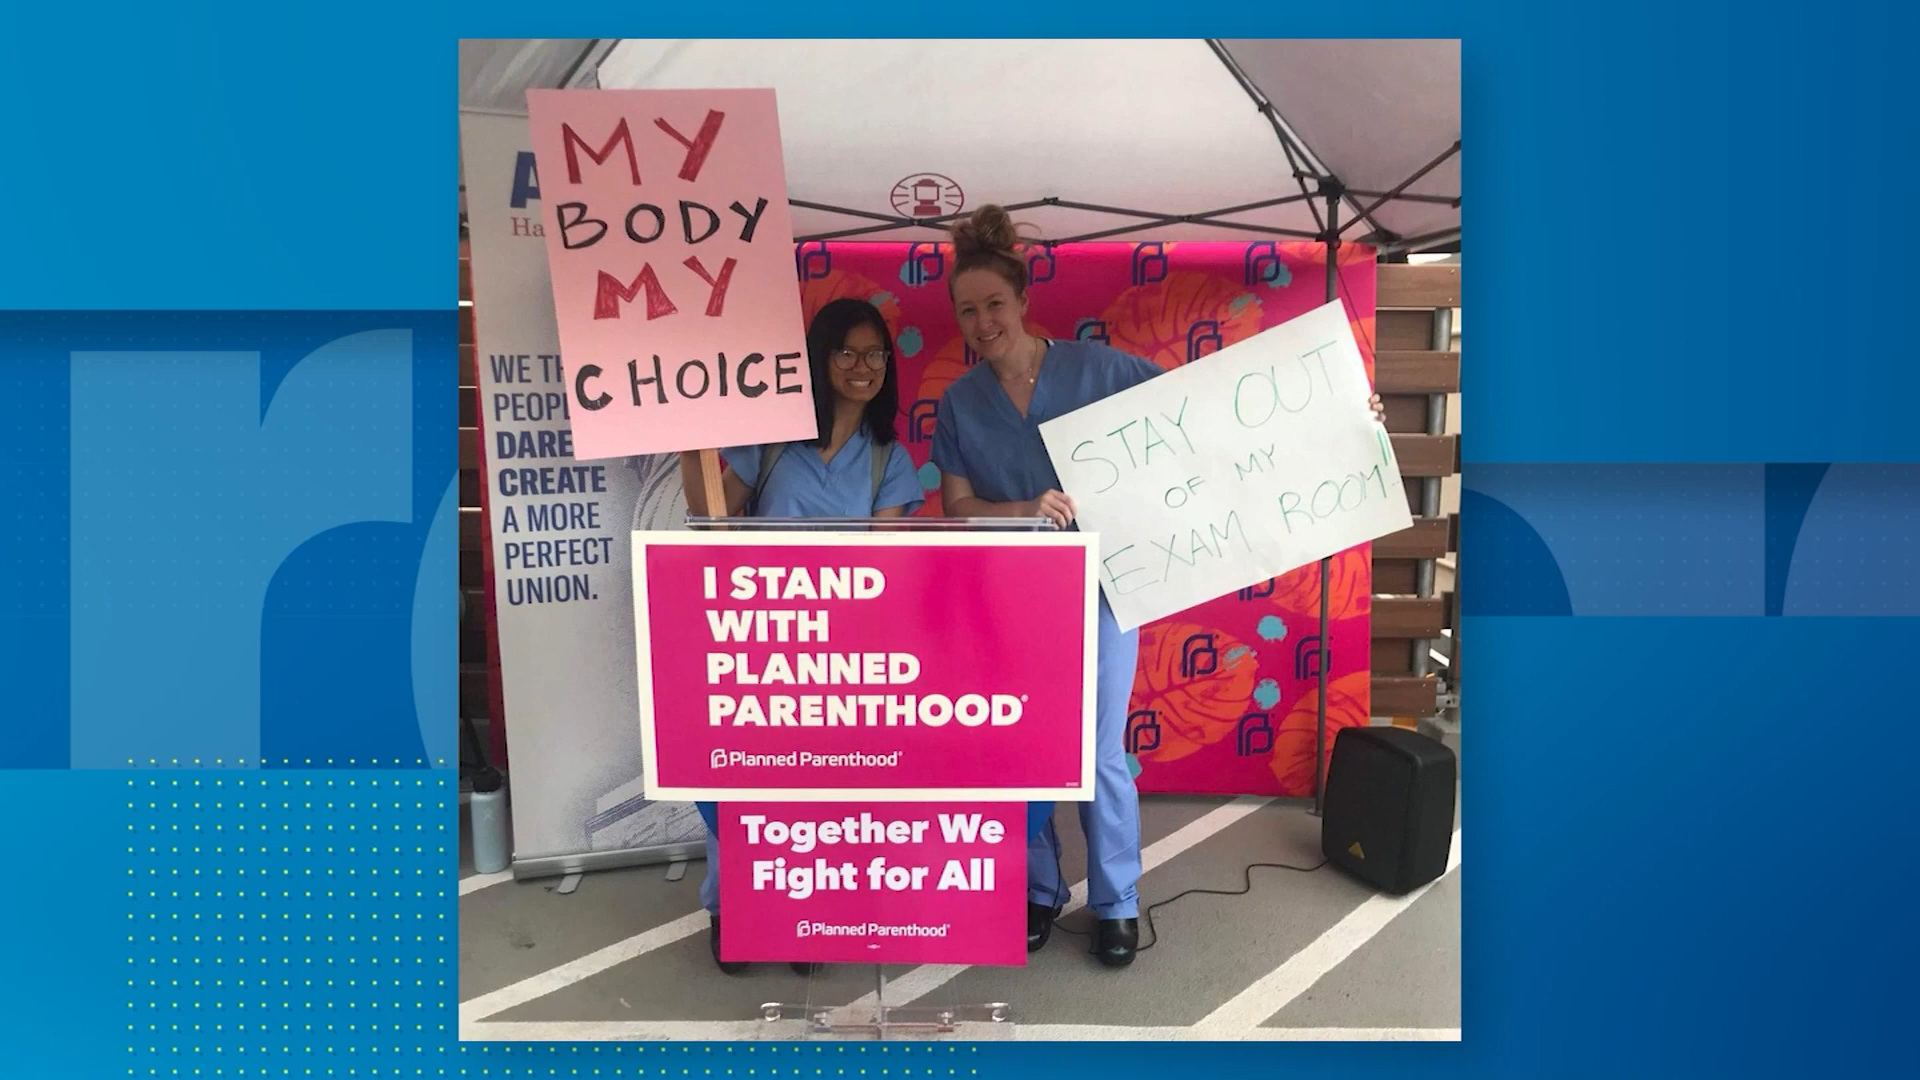 MY
BODY
MY
CHOICE
WE
PEOPL
DARE
CREATE
A MORE
PERFECT
UNION.
STAY OUT
OF MY
EXAM ROOM!!
I STAND
WITH
PLANNED
PARENTHOOD®
Planned Parenthood®
Together We
Fight for All
Planned Parenthood®